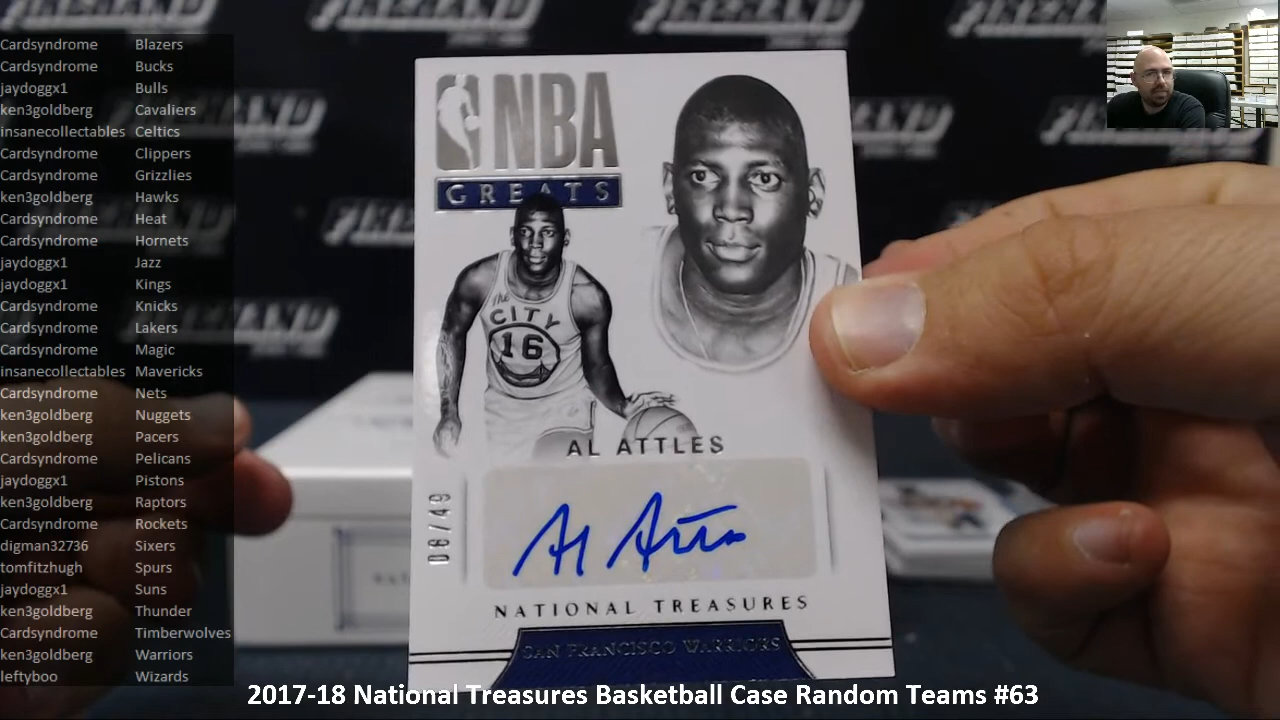 Cardsyndrome Blazers
Cardsyndrome Bucks
jaydoggx1 Bulls
ken3goldberg Cavaliers
insanecollectables Celtics
Cardsyndrome Clippers
Cardsyndrome Grizzlies
ken3goldberg Hawks
Cardsyndrome Heat
Cardsyndrome Hornets
jaydoggx1 Jazz
jaydoggx1 Kings
Cardsyndrome Knicks
Cardsyndrome Lakers
Cardsyndrome Magic
insanecollectables Mavericks
Cardsyndrome Nets
ken3goldberg Nuggets
ken3goldberg Pacers
Cardsyndrome Pelicans
jaydoggx1 Pistons
ken3goldberg Raptors
Cardsyndrome Rockets
digman32736 Sixers
tomfitzhugh Spurs
jaydoggx1 Suns
ken3goldberg Thunder
Cardsyndrome Timberwolves
ken3goldberg Warriors
leftyboo Wizards
NBA
GREATS
The
CITY
16
AL ATTLES
08/49
Al Attles
NATIONAL TREASURES
SAN FRANCISCO WARRIORS
2017-18 National Treasures Basketball Case Random Teams #63